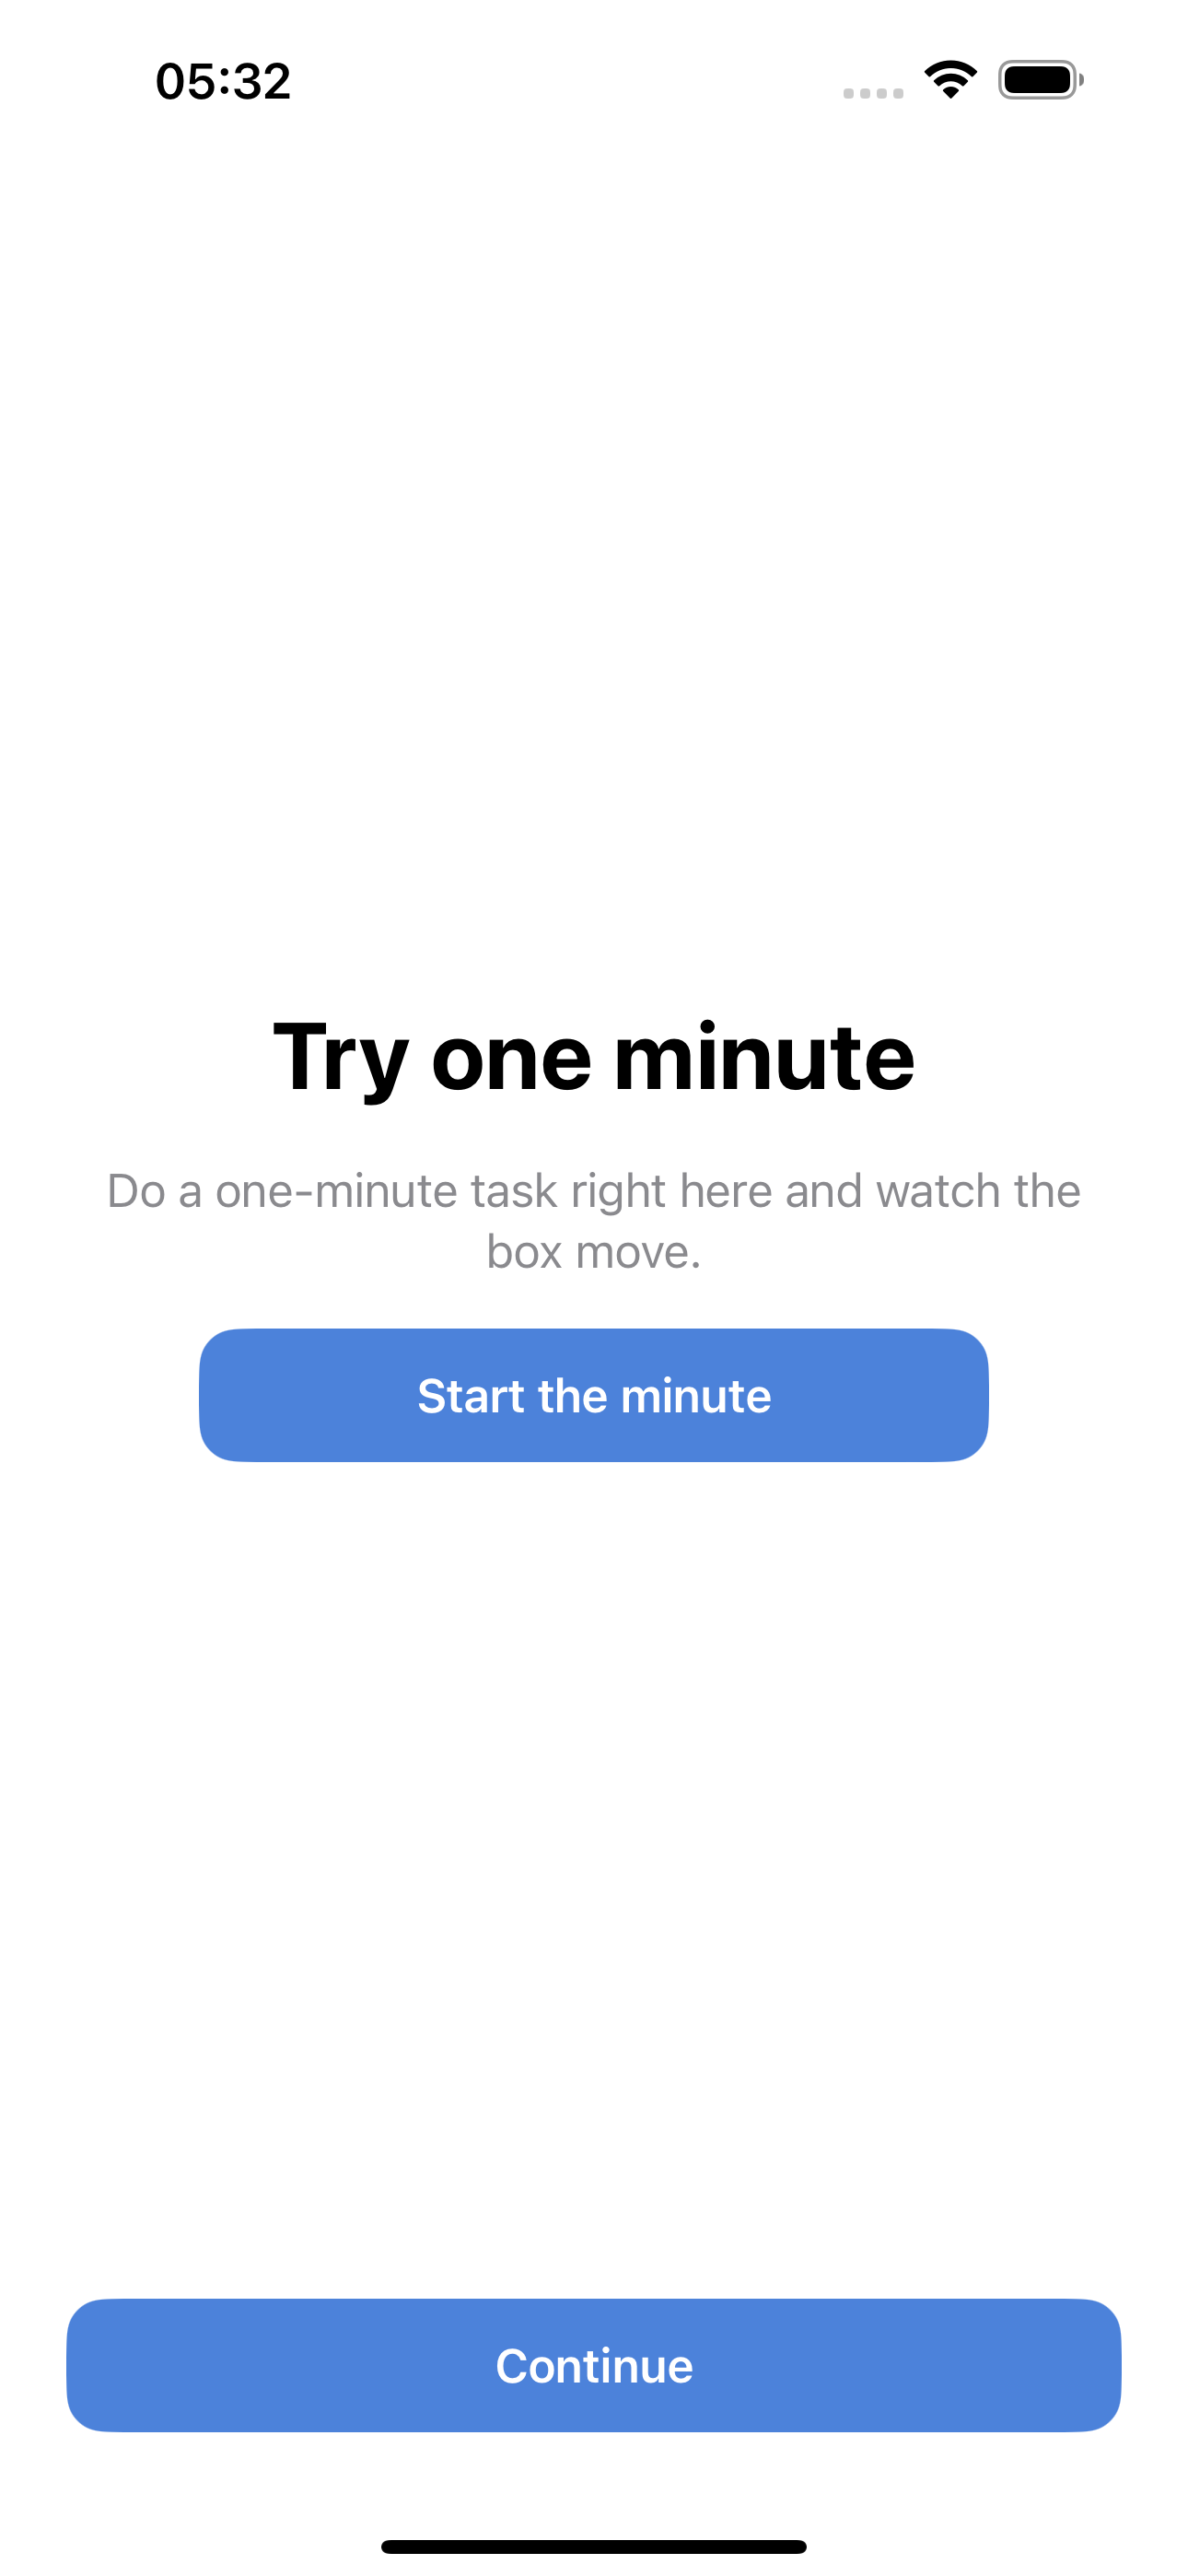 05:32
Try one minute
Do a one-minute task right here and watch the
box move.
Start the minute
Continue